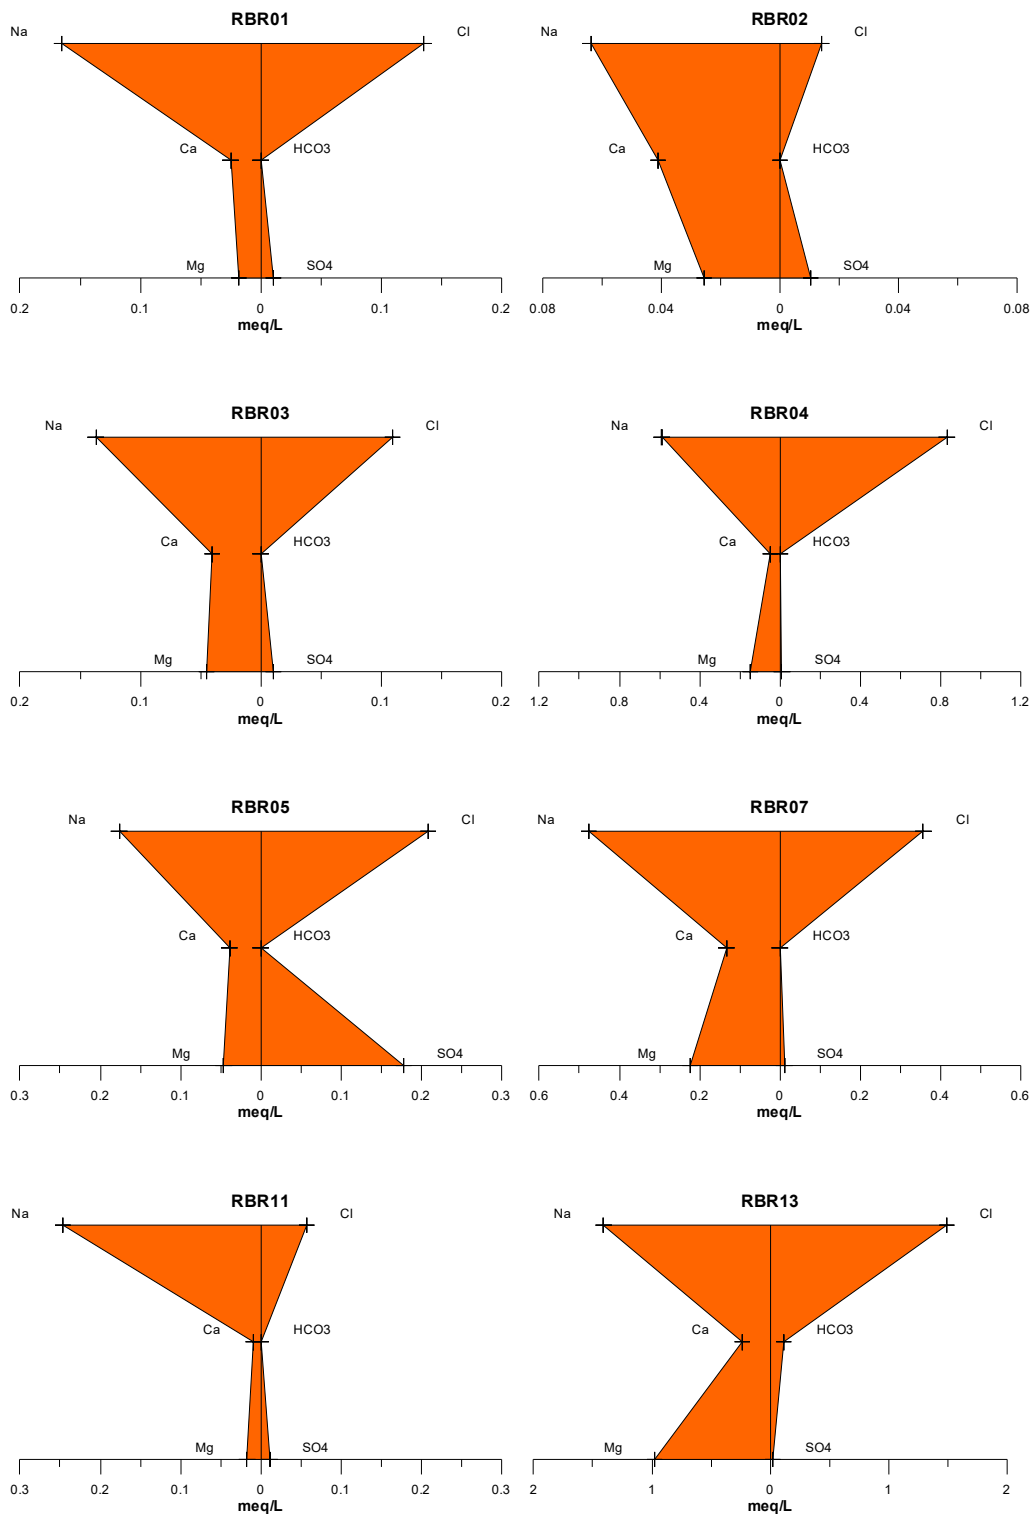 RBR01
Na Cl
Ca HCO3
Mg SO4
0.2 0.1 0 0.1 0.2
meq/L
RBR02
Na Cl
Ca HCO3
Mg SO4
0.08 0.04 0 0.04 0.08
meq/L
RBR03
Na Cl
Ca HCO3
Mg SO4
0.2 0.1 0 0.1 0.2
meq/L
RBR04
Na Cl
Ca HCO3
Mg SO4
1.2 0.8 0.4 0 0.4 0.8 1.2
meq/L
RBR05
Na Cl
Ca HCO3
Mg SO4
0.3 0.2 0.1 0 0.1 0.2 0.3
meq/L
RBR07
Na Cl
Ca HCO3
Mg SO4
0.6 0.4 0.2 0 0.2 0.4 0.6
meq/L
RBR11
Na Cl
Ca HCO3
Mg SO4
0.3 0.2 0.1 0 0.1 0.2 0.3
meq/L
RBR13
Na Cl
Ca HCO3
Mg SO4
2 1 0 1 2
meq/L